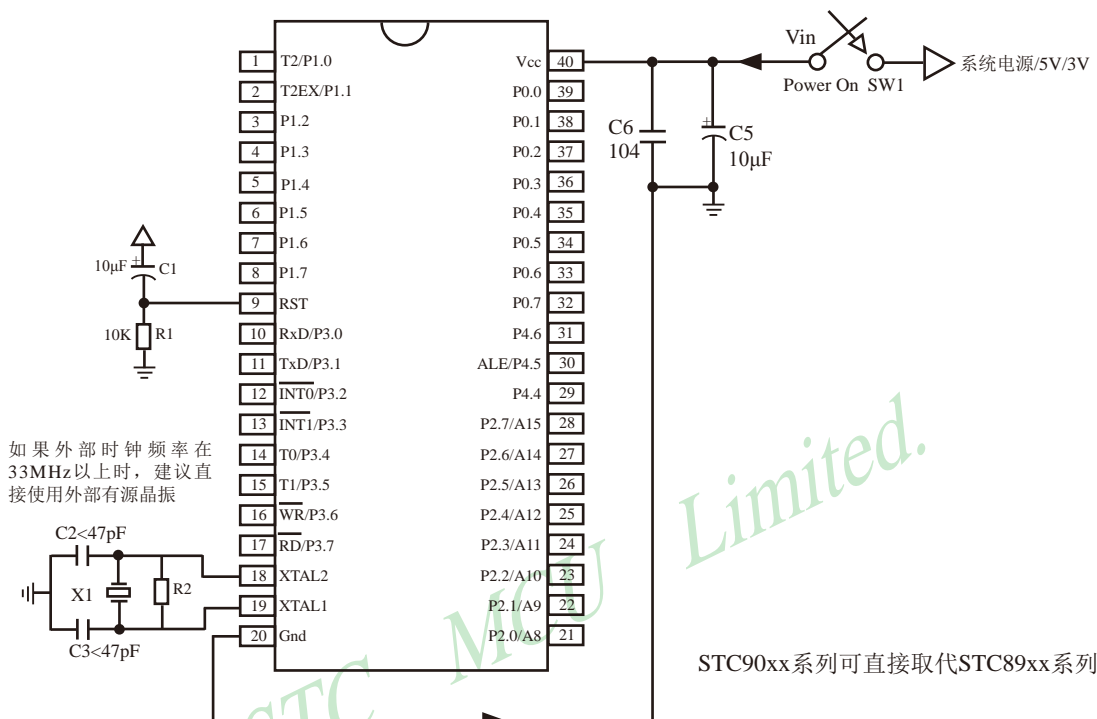 1 T2/P1.0
2 T2EX/P1.1
3 P1.2
4 P1.3
5 P1.4
6 P1.5
7 P1.6
8 P1.7
9 RST
10 RxD/P3.0
11 TxD/P3.1
12 INT0/P3.2
13 INT1/P3.3
14 T0/P3.4
15 T1/P3.5
16 WR/P3.6
17 RD/P3.7
18 XTAL2
19 XTAL1
20 Gnd
Vcc 40
P0.0 39
P0.1 38
P0.2 37
P0.3 36
P0.4 35
P0.5 34
P0.6 33
P0.7 32
P4.6 31
ALE/P4.5 30
P4.4 29
P2.7/A15 28
P2.6/A14 27
P2.5/A13 26
P2.4/A12 25
P2.3/A11 24
P2.2/A10 23
P2.1/A9 22
P2.0/A8 21
Vin
Power On SW1
系统电源/5V/3V
C6
104
+
C5
10μF
10μF + C1
10K R1
如果外部时钟频率在
33MHz以上时，建议直
接使用外部有源晶振
C2<47pF
X1 R2
C3<47pF
STC90xx系列可直接取代STC89xx系列
STC MCU Limited.